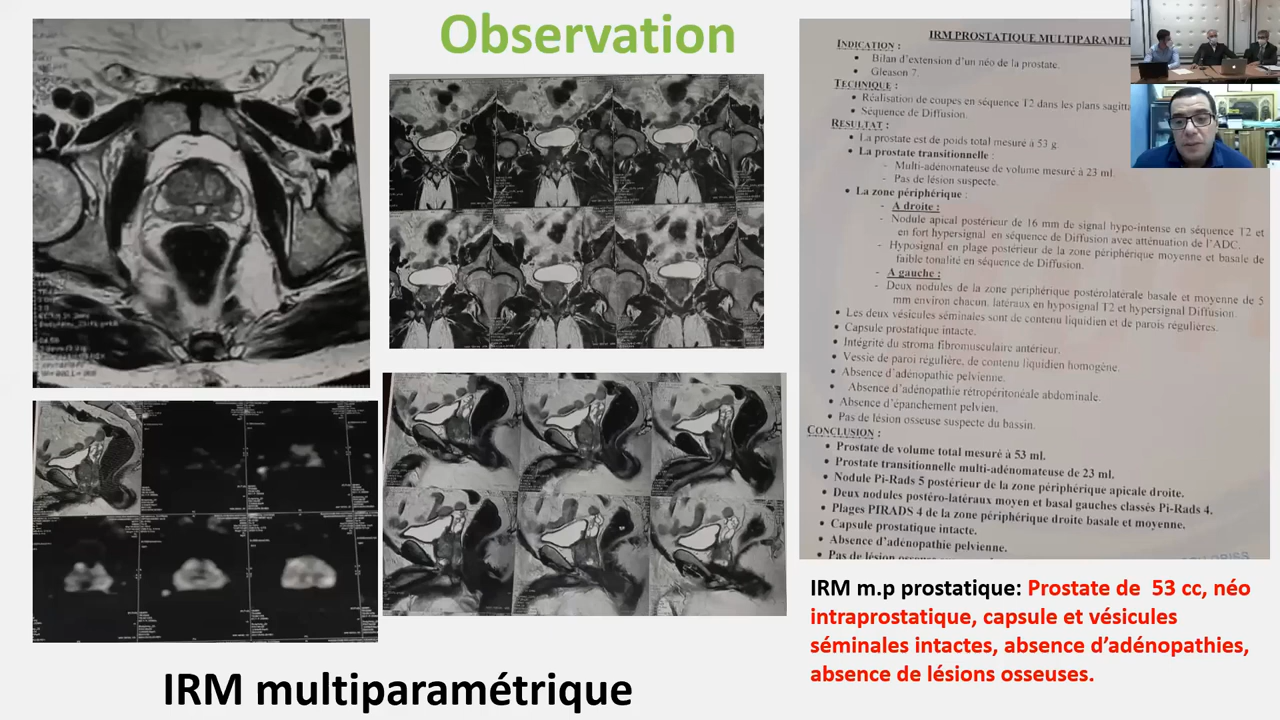 Observation
IRM PROSTATIQUE MULTIPARAMET
INDICATION :
• Bilan d'extension d'un néo de la prostate.
• Gleason 7.
TECHNIQUE :
• Réalisation de coupes en séquence T2 dans les plans sagitta
• Séquence de Diffusion.
RESULTAT :
• La prostate est de poids total mesuré à 53 g.
• La prostate transitionnelle :
- Multi-adénomateuse de volume mesuré à 23 ml.
- Pas de lésion suspecte.
• La zone périphérique :
- A droite :
- Nodule apical postérieur de 16 mm de signal hypo-intense en séquence T2 et
en fort hypersignal en séquence de Diffusion avec atténuation de l'ADC.
- Hyposignal en plage postérieur de la zone périphérique moyenne et basale de
faible tonalité en séquence de Diffusion.
- A gauche :
- Deux nodules de la zone périphérique postérolatérale basale et moyenne de 5
mm environ chacun, latéraux en hyposignal T2 et hypersignal Diffusion.
• Les deux vésicules séminales sont de contenu liquidien et de parois régulières.
• Capsule prostatique intacte.
• Intégrité du stroma fibromusculaire antérieur.
• Vessie de paroi régulière, de contenu liquidien homogène.
• Absence d'adénopathie pelvienne.
• Absence d'adénopathie rétropéritonéale abdominale.
• Absence d'épanchement pelvien.
• Pas de lésion osseuse suspecte du bassin.
CONCLUSION :
• Prostate de volume total mesuré à 53 ml.
• Prostate transitionnelle multi-adénomateuse de 23 ml.
• Nodule Pi-Rads 5 postérieur de la zone périphérique apicale droite.
• Deux nodules postéro-latéraux moyen et basal gauches classés Pi-Rads 4.
• Plages PIRADS 4 de la zone périphérique droite basale et moyenne.
• Capsule prostatique intacte.
• Absence d'adénopathie pelvienne.
• Pas de lésion
IRM m.p prostatique: Prostate de 53 cc, néo
intraprostatique, capsule et vésicules
séminales intactes, absence d'adénopathies,
absence de lésions osseuses.
IRM multiparamétrique